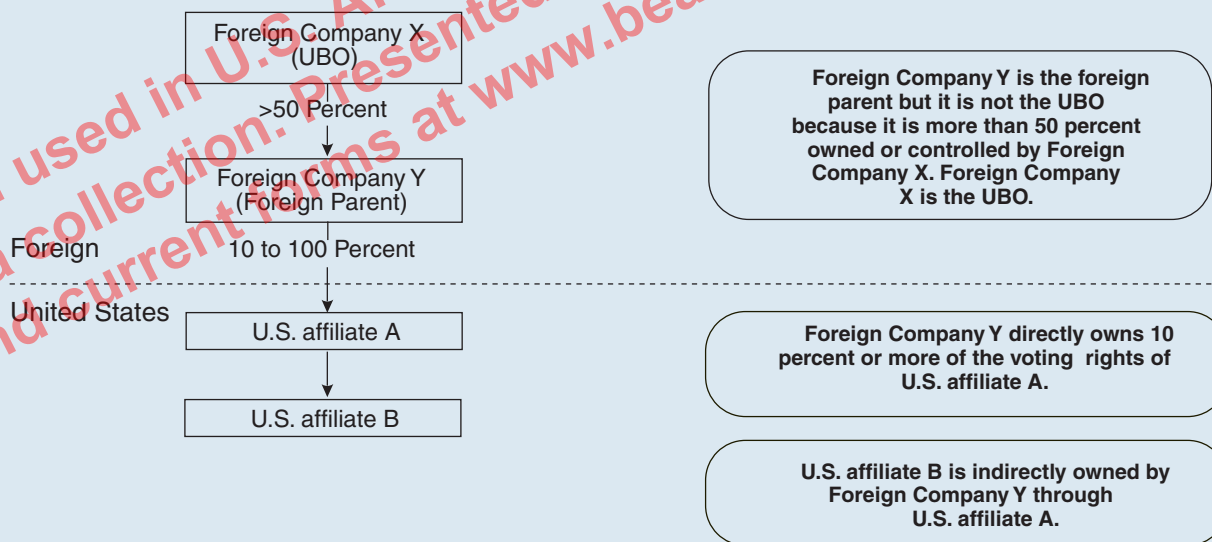 Foreign Company X
(UBO)
>50 Percent
Foreign Company Y
(Foreign Parent)
Foreign
10 to 100 Percent
United States
U.S. affiliate A
U.S. affiliate B
Foreign Company Y is the foreign
parent but it is not the UBO
because it is more than 50 percent
owned or controlled by Foreign
Company X. Foreign Company
X is the UBO.
Foreign Company Y directly owns 10
percent or more of the voting rights of
U.S. affiliate A.
U.S. affiliate B is indirectly owned by
Foreign Company Y through
U.S. affiliate A.
used in U.S.
collection. Presented
nd current forms at www.bea